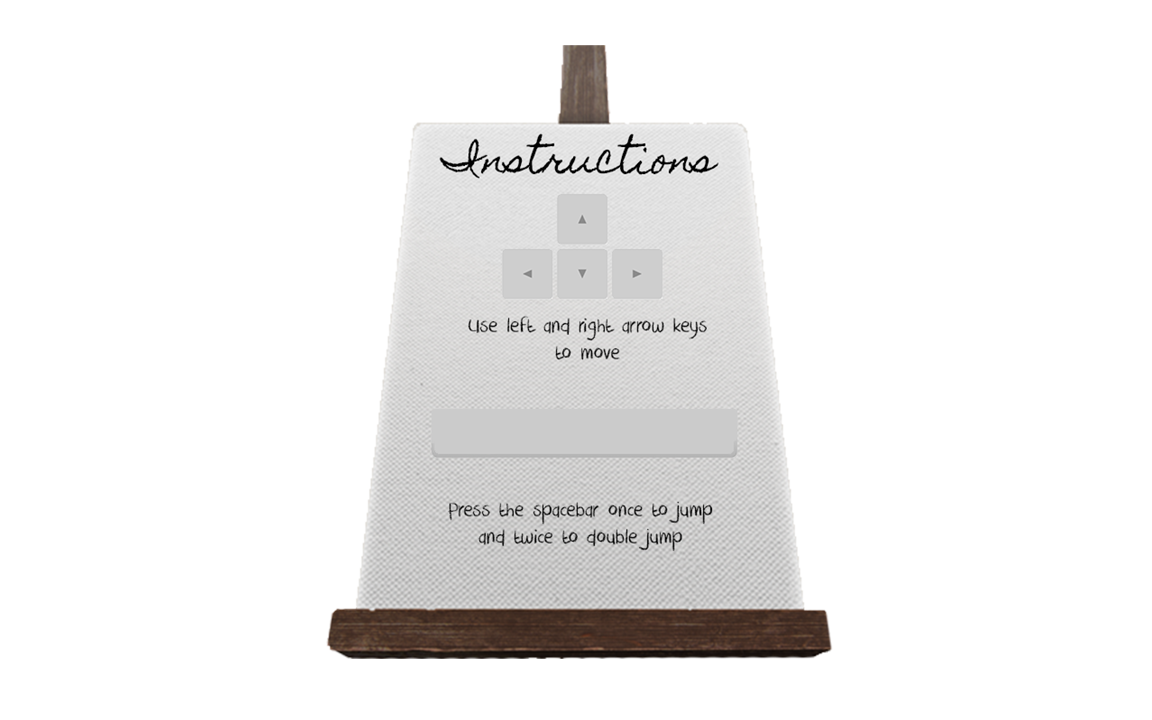 Instructions
▲
◄ ▼ ►
Use left and right arrow keys
to move
Press the spacebar once to jump
and twice to double jump